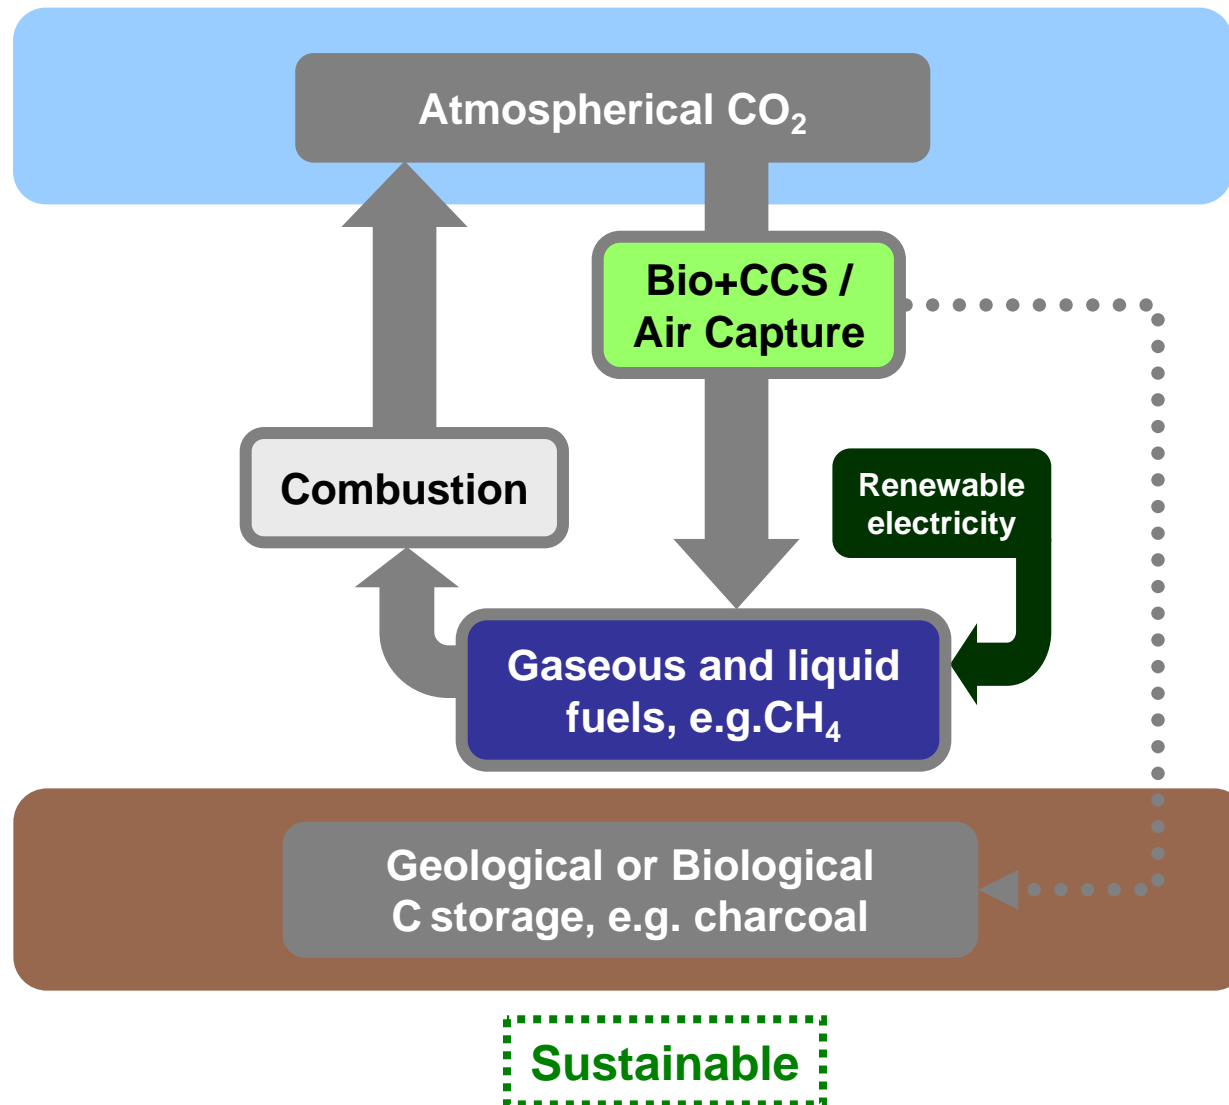 Atmospherical CO₂
Bio+CCS /
Air Capture
Combustion
Renewable
electricity
Gaseous and liquid
fuels, e.g.CH₄
Geological or Biological
C storage, e.g. charcoal
Sustainable